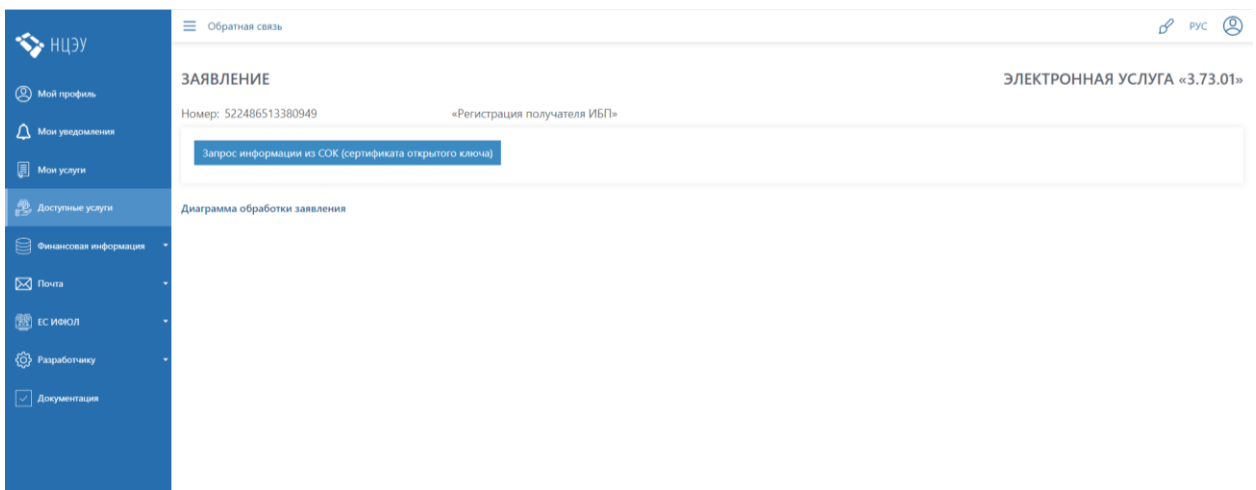 НЦЭУ
Обратная связь
РУС
Мой профиль
Мои уведомления
Мои услуги
Доступные услуги
Финансовая информация
Почта
ЕС ИФЮЛ
Разработчику
Документация
ЗАЯВЛЕНИЕ
ЭЛЕКТРОННАЯ УСЛУГА «3.73.01»
Номер: 522486513380949
«Регистрация получателя ИБП»
Запрос информации из СОК (сертификата открытого ключа)
Диаграмма обработки заявления